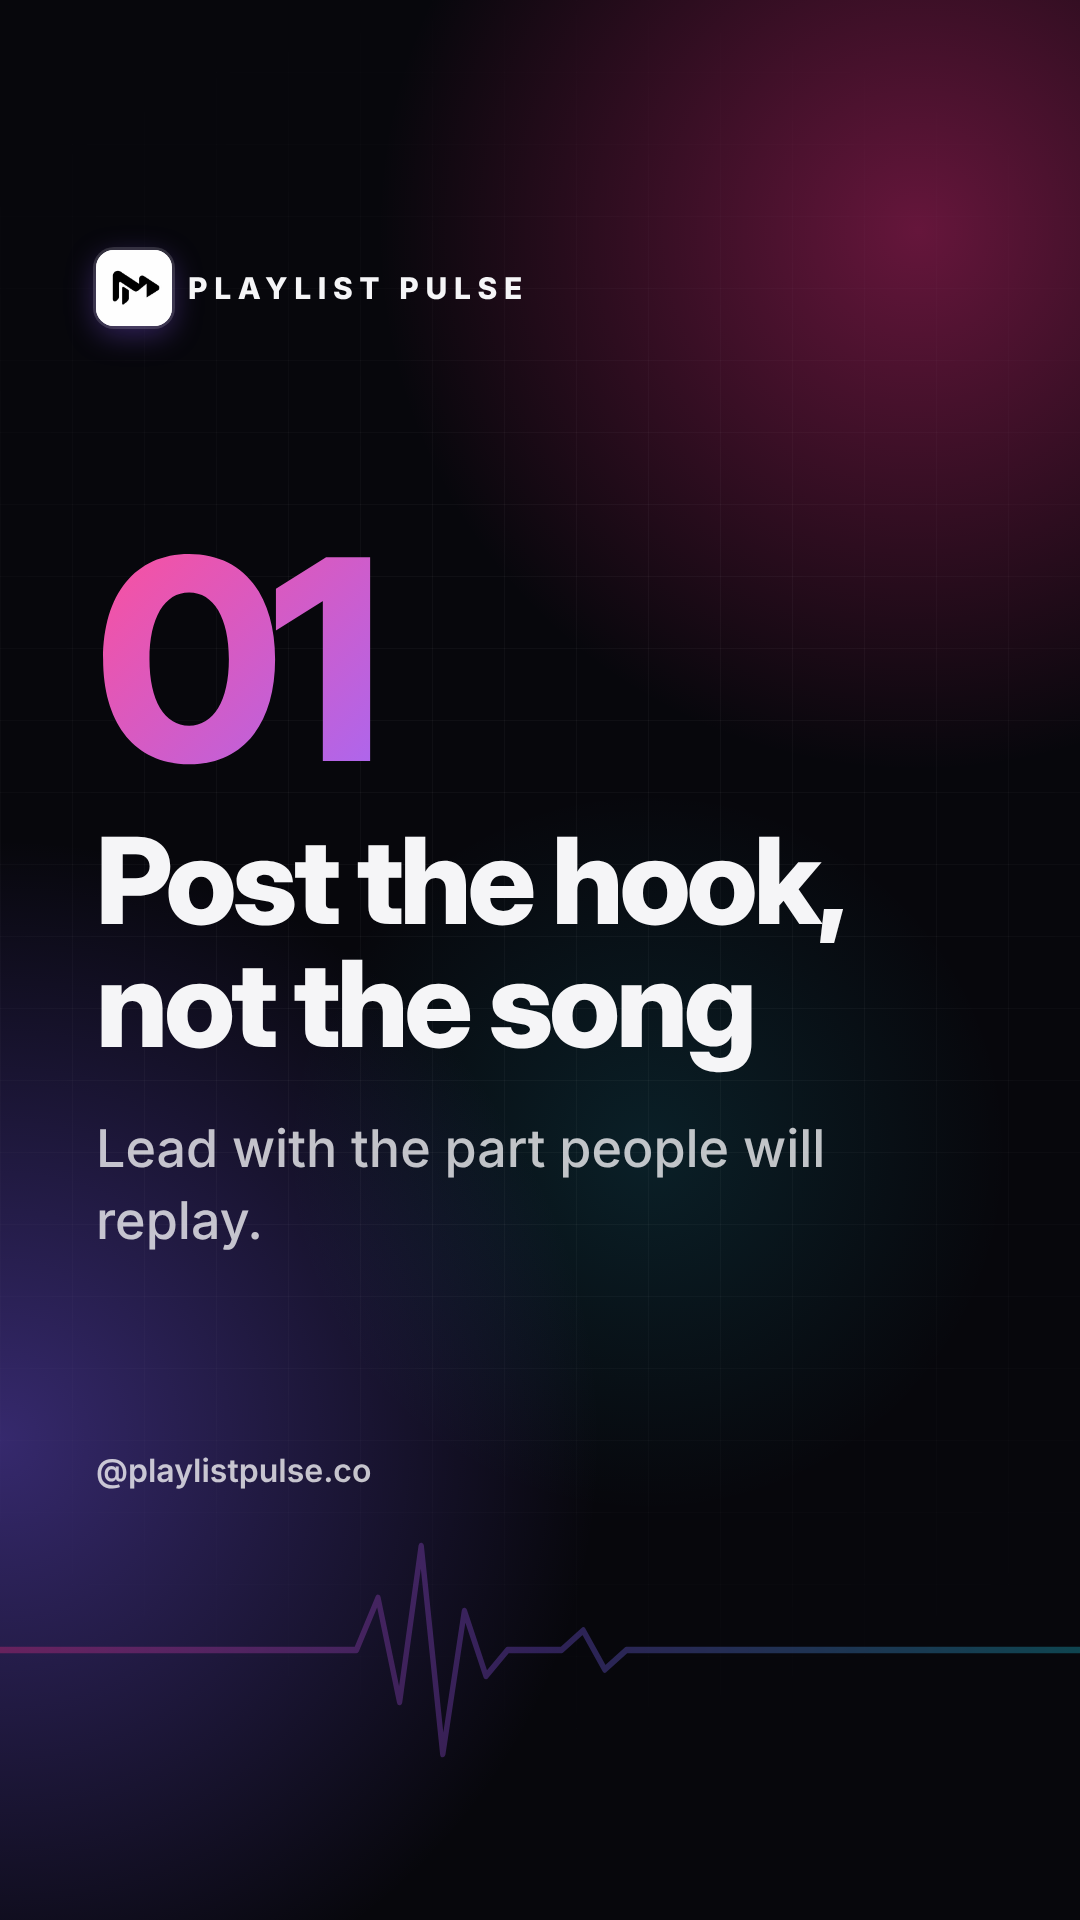 PLAYLIST PULSE
01
Post the hook,
not the song
Lead with the part people will
replay.
@playlistpulse.co